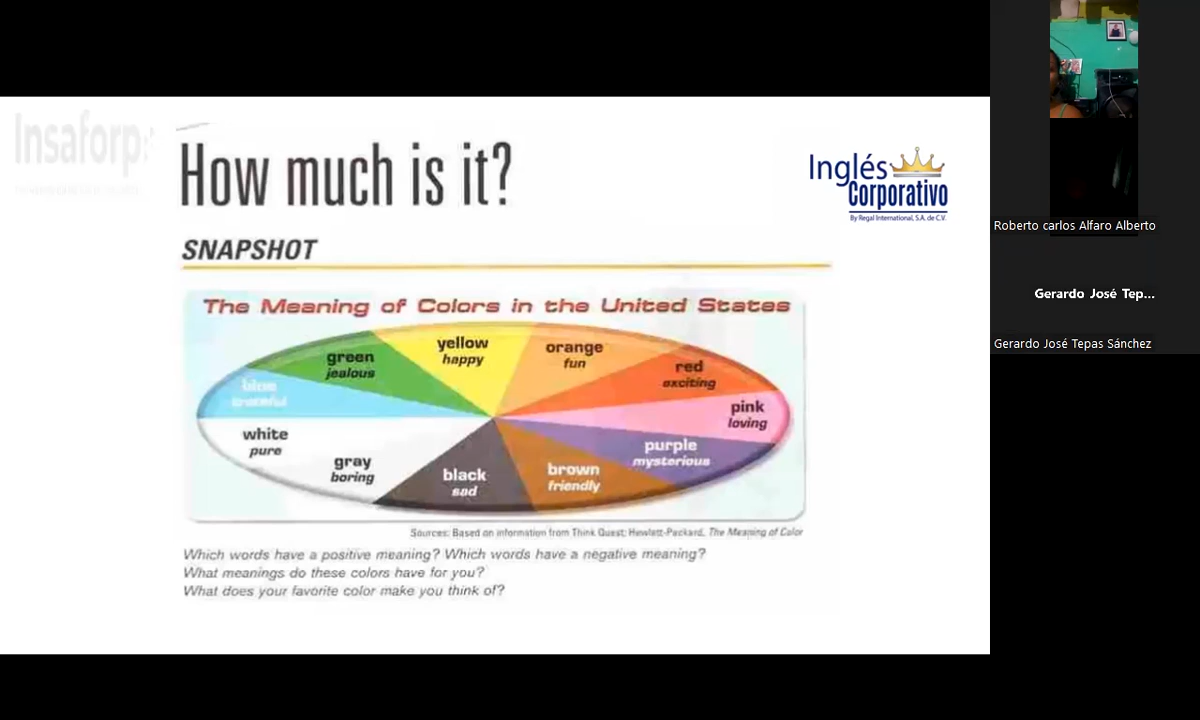 Insaforp
How much is it?
Inglés
Corporativo
By Regal International, S.A. de C.V.
SNAPSHOT
The Meaning of Colors in the United States
green
jealous
yellow
happy
orange
fun
red
exciting
blue
pink
loving
white
pure
gray
boring
black
sad
brown
friendly
purple
mysterious
Sources: Based on information from Think Quest; Hewlett-Packard, The Meaning of Color
Which words have a positive meaning? Which words have a negative meaning?
What meanings do these colors have for you?
What does your favorite color make you think of?
Roberto carlos Alfaro Alberto
Gerardo José Tep...
Gerardo José Tepas Sánchez